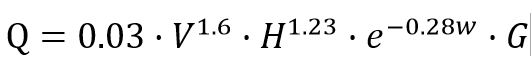 Q = 0.03 · V^{1.6} · H^{1.23} · e^{−0.28w} · G